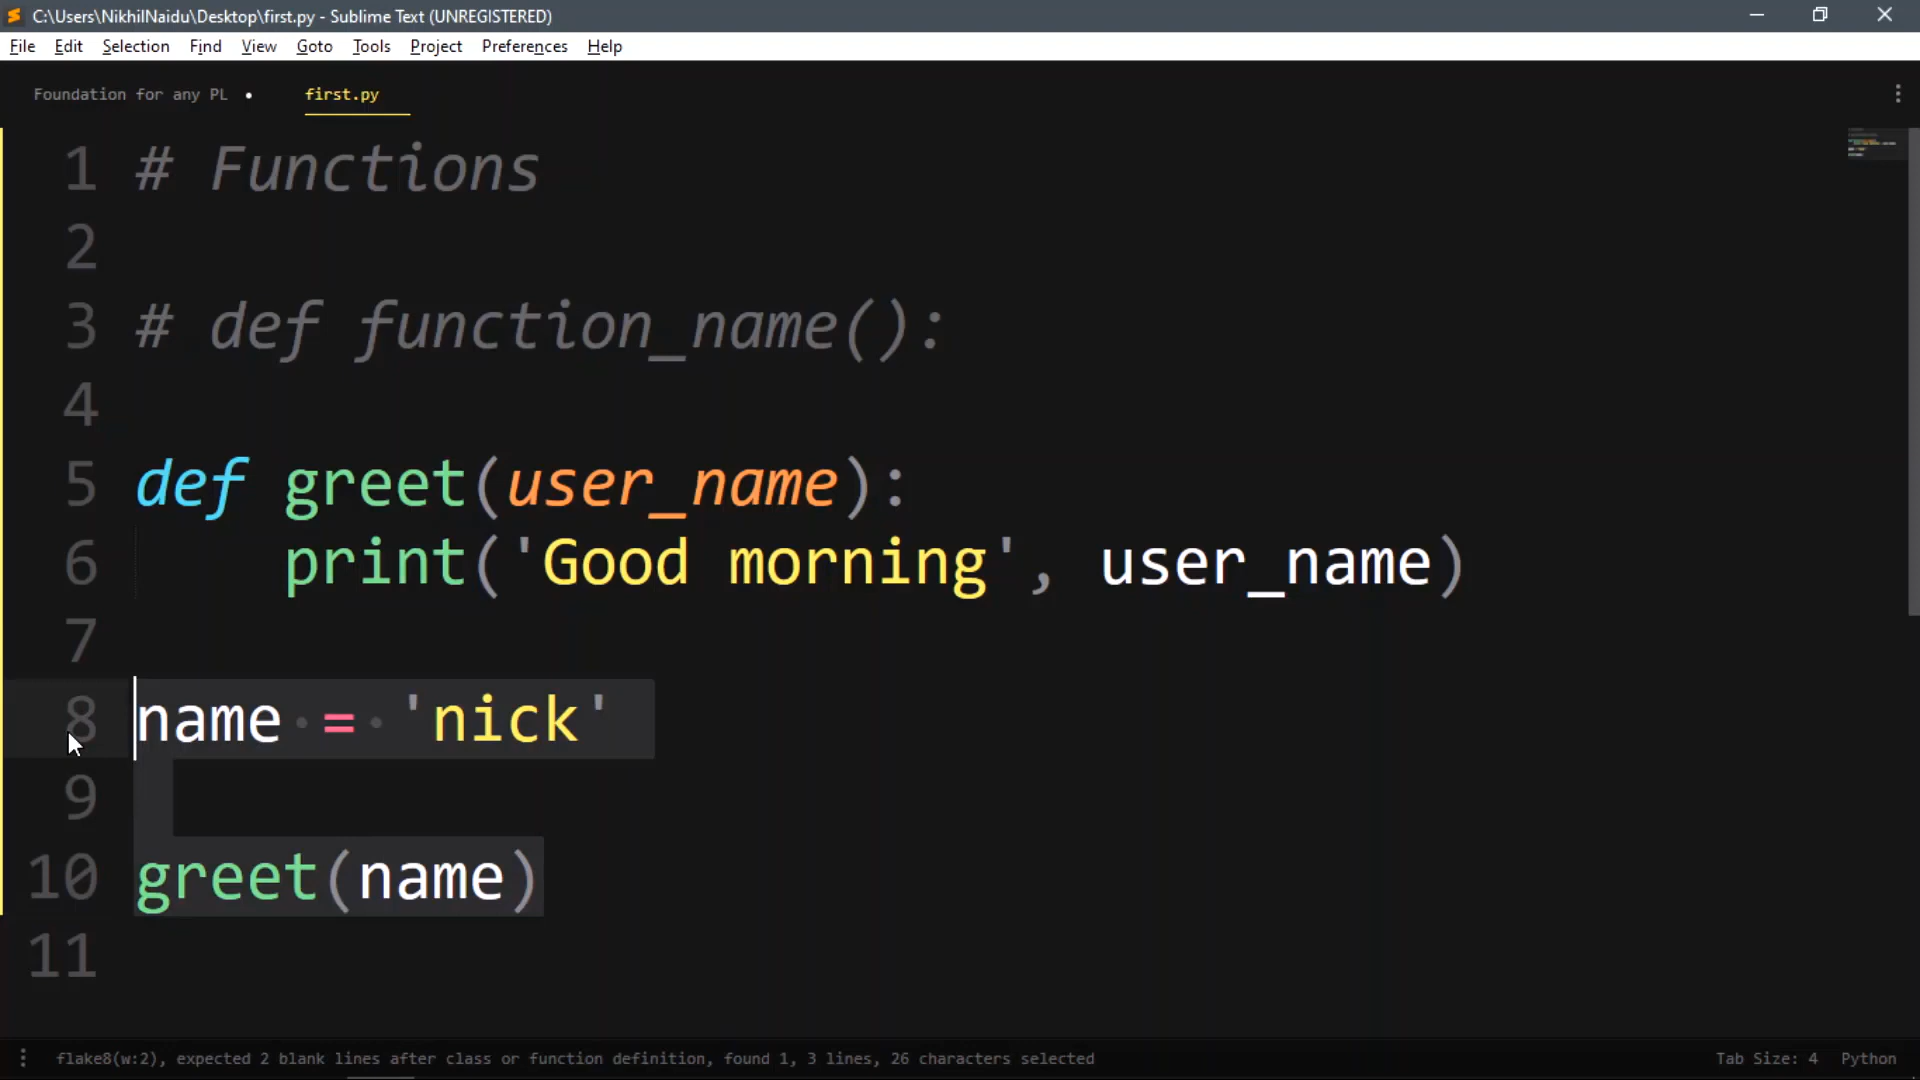 C:\Users\NikhilNaidu\Desktop\first.py - Sublime Text (UNREGISTERED)
File Edit Selection Find View Goto Tools Project Preferences Help
Foundation for any PL • first.py
1 # Functions
2
3 # def function_name():
4
5 def greet(user_name):
6 print('Good morning', user_name)
7
8 name = 'nick'
9
10 greet(name)
11
flake8(w:2), expected 2 blank lines after class or function definition, found 1, 3 lines, 26 characters selected Tab Size: 4 Python